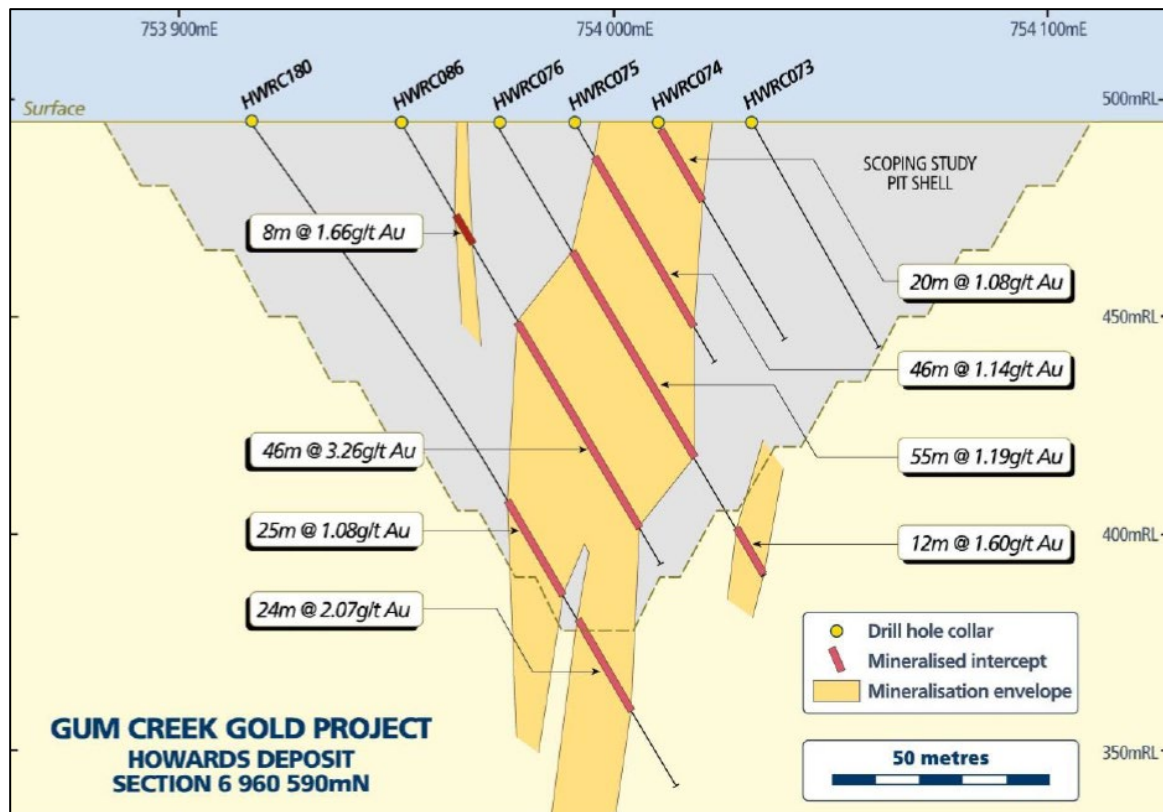 753 900mE
754 000mE
754 100mE
HWRC180
HWRC086
HWRC076
HWRC075
HWRC074
HWRC073
Surface
500mRL
SCOPING STUDY
PIT SHELL
8m @ 1.66g/t Au
20m @ 1.08g/t Au
450mRL
46m @ 1.14g/t Au
46m @ 3.26g/t Au
55m @ 1.19g/t Au
25m @ 1.08g/t Au
400mRL
12m @ 1.60g/t Au
24m @ 2.07g/t Au
Drill hole collar
Mineralised intercept
Mineralisation envelope
GUM CREEK GOLD PROJECT
HOWARDS DEPOSIT
SECTION 6 960 590mN
50 metres
350mRL